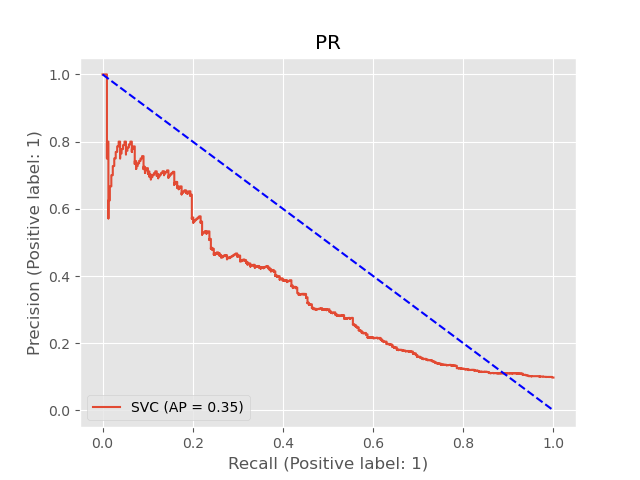 PR
Precision (Positive label: 1)
1.0
0.8
0.6
0.4
0.2
0.0
SVC (AP = 0.35)
0.0 0.2 0.4 0.6 0.8 1.0
Recall (Positive label: 1)